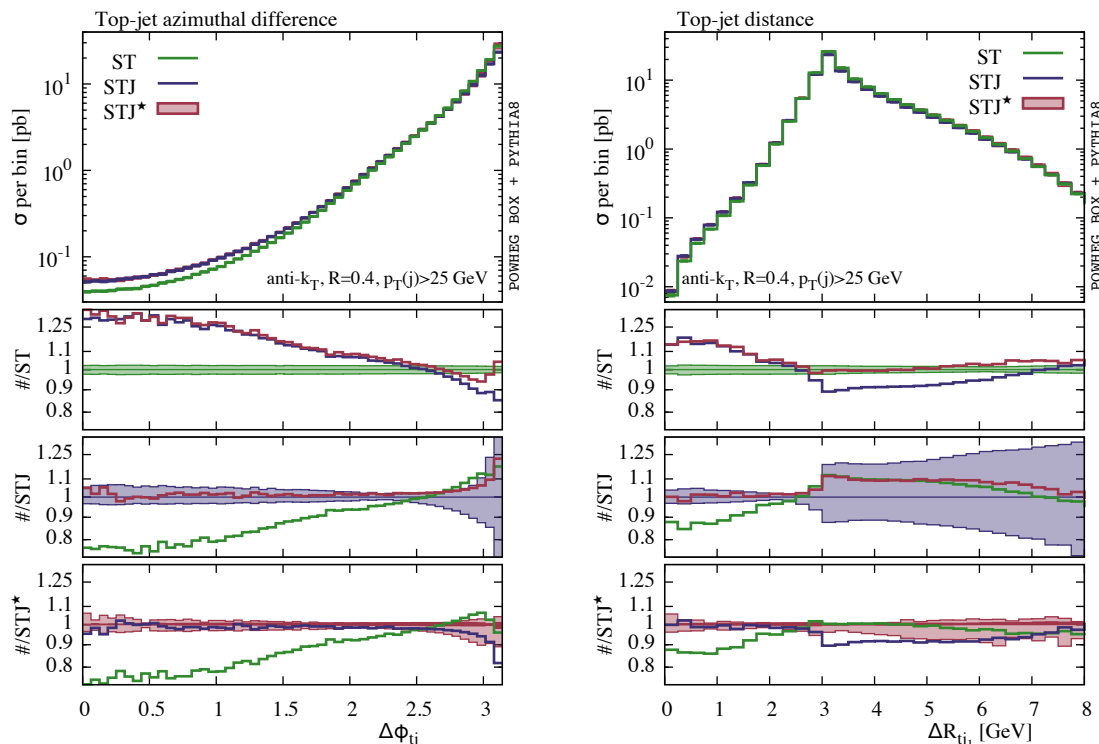 Top-jet azimuthal difference
σ per bin [pb]
10¹
10⁰
10⁻¹
ST
STJ
STJ★
anti-k_T, R=0.4, p_T(j)>25 GeV
POWHEG BOX + PYTHIA8
#/ST
1.25
1.1
1
0.9
0.8
#/STJ
1.25
1.1
1
0.9
0.8
#/STJ★
1.25
1.1
1
0.9
0.8
0 0.5 1 1.5 2 2.5 3
Δϕ_tj
Top-jet distance
σ per bin [pb]
10¹
10⁰
10⁻¹
10⁻²
ST
STJ
STJ★
anti-k_T, R=0.4, p_T(j)>25 GeV
POWHEG BOX + PYTHIA8
#/ST
1.25
1.1
1
0.9
0.8
#/STJ
1.25
1.1
1
0.9
0.8
#/STJ★
1.25
1.1
1
0.9
0.8
0 1 2 3 4 5 6 7 8
ΔR_tj₁ [GeV]